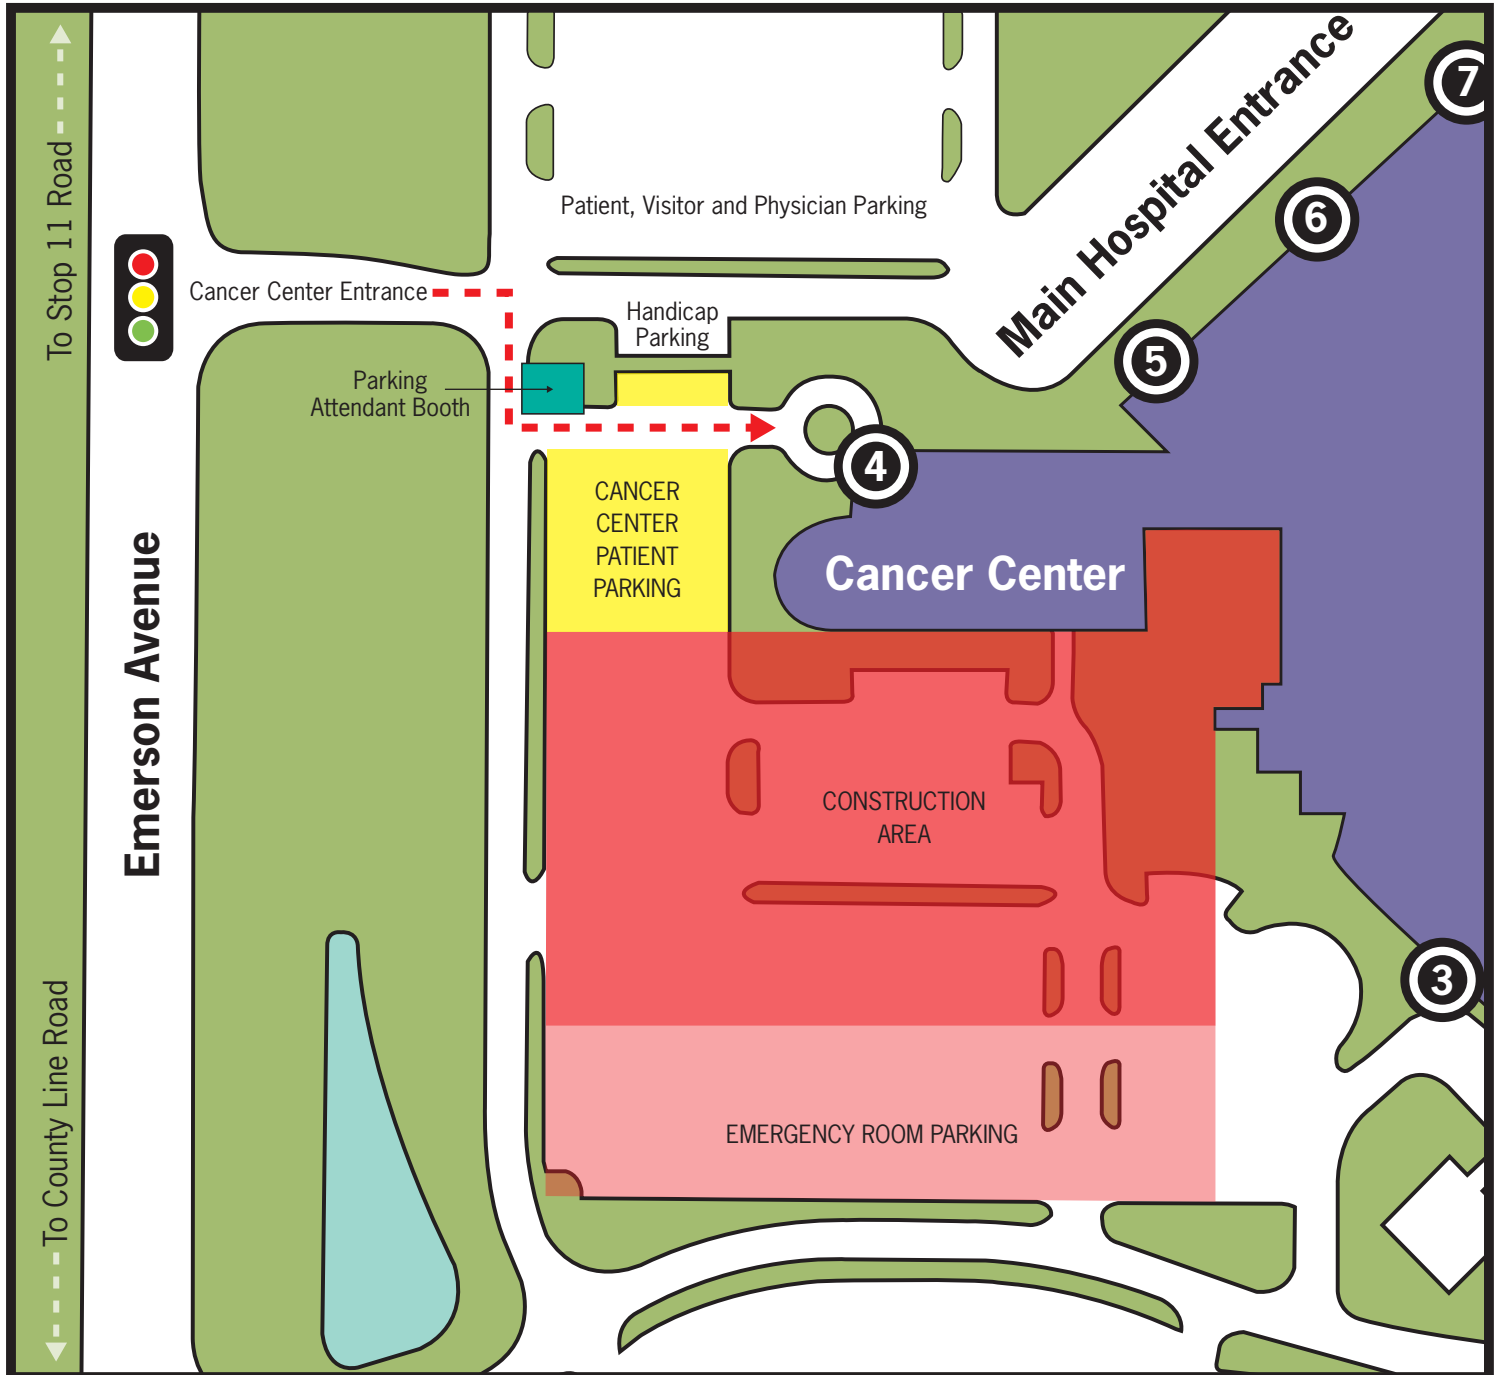 To Stop 11 Road
Main Hospital Entrance
7
6
5
Patient, Visitor and Physician Parking
Cancer Center Entrance
Handicap
Parking
Parking
Attendant Booth
4
CANCER
CENTER
PATIENT
PARKING
Cancer Center
Emerson Avenue
CONSTRUCTION
AREA
3
To County Line Road
EMERGENCY ROOM PARKING